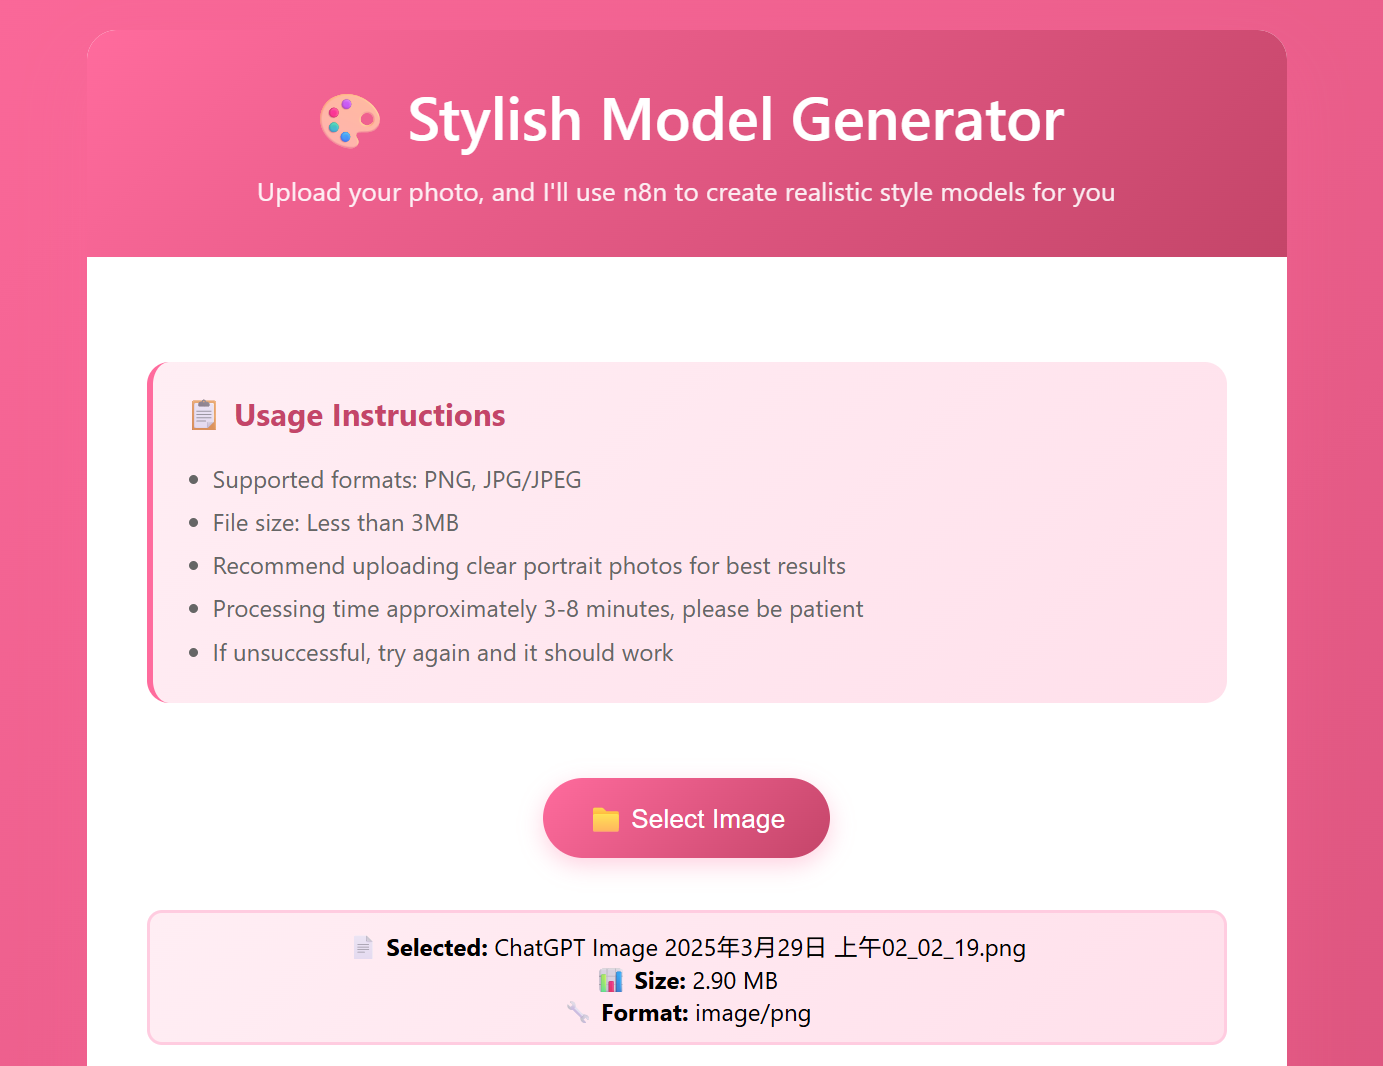 Stylish Model Generator
Upload your photo, and I'll use n8n to create realistic style models for you
Usage Instructions
Supported formats: PNG, JPG/JPEG
File size: Less than 3MB
Recommend uploading clear portrait photos for best results
Processing time approximately 3-8 minutes, please be patient
If unsuccessful, try again and it should work
Select Image
Selected: ChatGPT Image 2025年3月29日 上午02_02_19.png
Size: 2.90 MB
Format: image/png